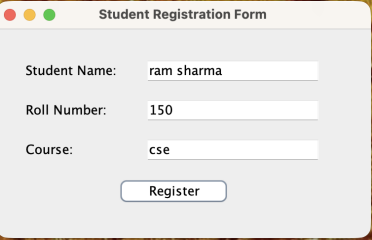 Student Registration Form
Student Name: ram sharma
Roll Number: 150
Course: cse
Register